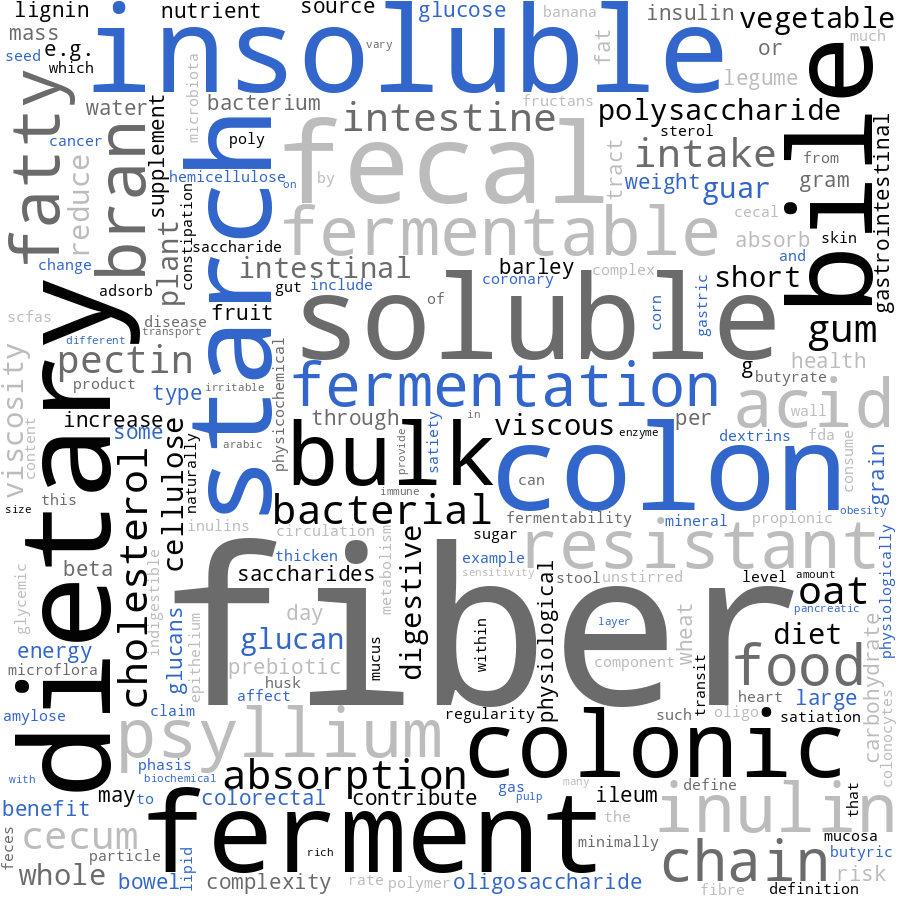 lignin
nutrient
source
glucose
banana
insulin
vegetable
mass
e.g.
insoluble
vary
fat
or
much
seed
which
legume
bile
fatty
water
microbiota
bacterium
intestine
fructans
polysaccharide
cancer
bran
supplement
poly
starch
fecal
sterol
tract
intake
from
gastrointestinal
reduce
hemicellulose
on
by
weight
guar
gram
plant
constipation
saccharide
fermentable
cecal
absorb
skin
and
change
intestinal
barley
complex
short
adsorb
gut
include
coronary
soluble
of
corn
gastric
scfas
dietary
disease
transport
fruit
gum
different
pectin
physicochemical
health
viscosity
product
type
irritable
fermentation
g
butyrate
acid
content
increase
some
cellulose
naturally
arabic
through
bulk
provide
satiety
in
viscous
enzyme
per
wall
dextrins
fda
consume
grain
cholesterol
immune
colon
can
size
this
inulins
bacterial
fermentability
mineral
propionic
obesity
circulation
sugar
resistant
physiologically
beta
indigestible
thicken
metabolism
digestive
example
sensitivity
stool
unstirred
level
amount
oat
glycemic
saccharides
fiber
physiological
pancreatic
glucans
epithelium
day
layer
wheat
diet
carbohydrate
energy
glucan
mucus
within
microflora
prebiotic
component
transit
food
husk
affect
heart
large
colonocytes
amylose
claim
psyllium
regularity
such
oligo
satiation
colonic
with
phasis
biochemical
absorption
gas
pulp
many
define
benefit
may
to
colorectal
contribute
ileum
that
inulin
feces
cecum
ferment
the
mucosa
particle
lipid
rich
minimally
chain
butyric
whole
bowel
complexity
rate
polymer
oligosaccharide
fibre
definition
risk